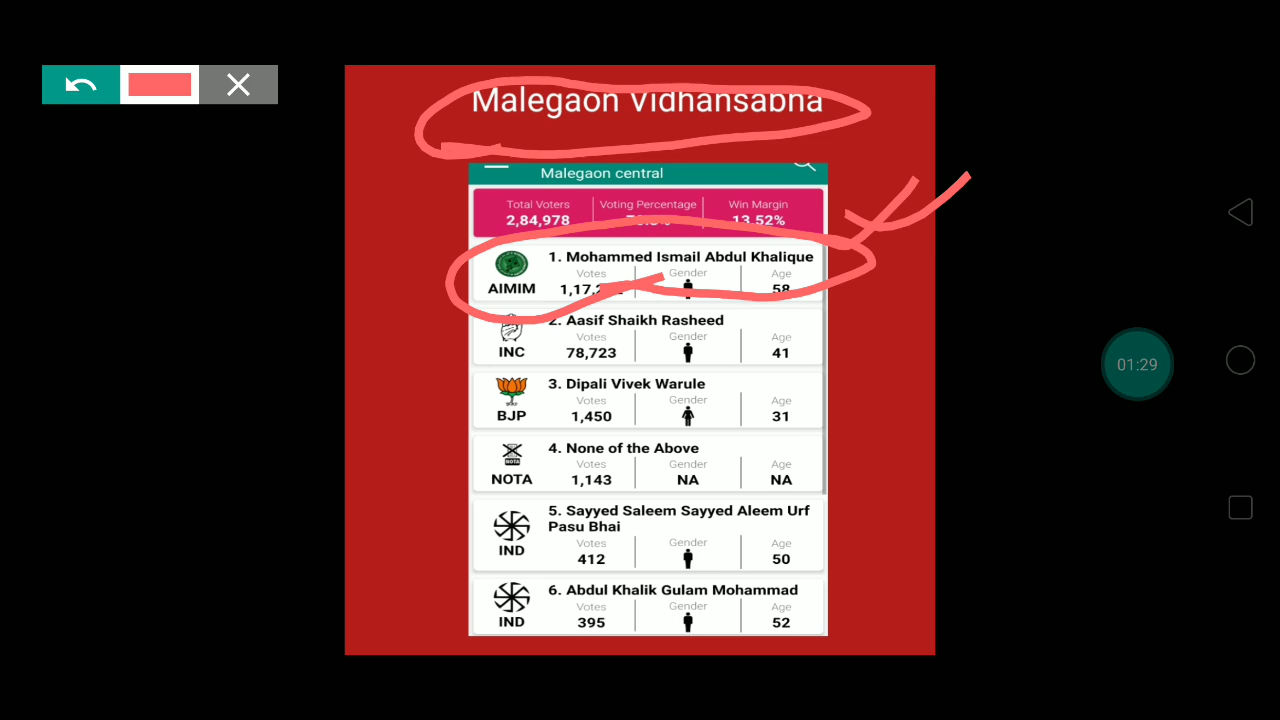 Malegaon Vidhansabha
Malegaon central
Total Voters Voting Percentage Win Margin
2,84,978 13.52%
1. Mohammed Ismail Abdul Khalique
Votes Gender Age
AIMIM 58
2. Aasif Shaikh Rasheed
Votes Gender Age
INC 78,723 41
3. Dipali Vivek Warule
Votes Gender Age
BJP 1,450 31
4. None of the Above
Votes Gender Age
NOTA 1,143 NA NA
5. Sayyed Saleem Sayyed Aleem Urf
Pasu Bhai
Votes Gender Age
IND 412 50
6. Abdul Khalik Gulam Mohammad
Votes Gender Age
IND 395 52
01:29